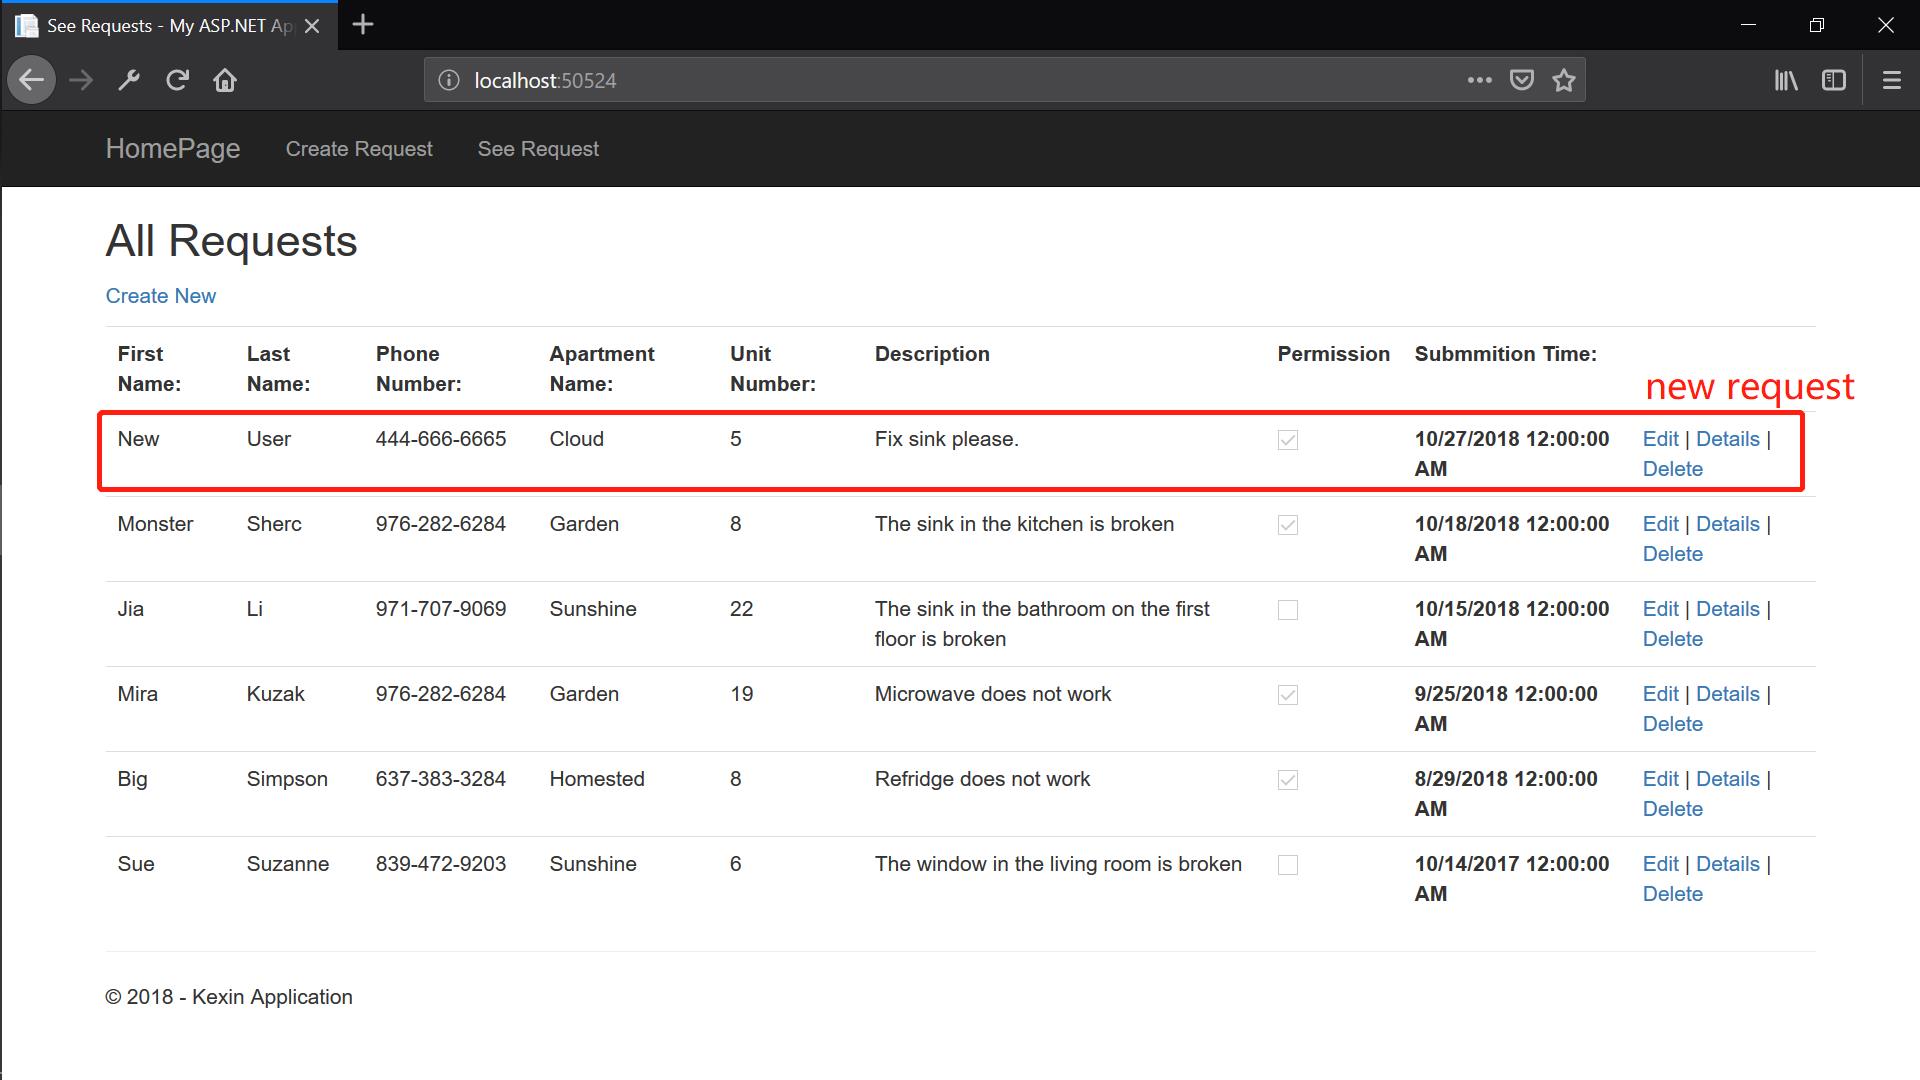 See Requests - My ASP.NET Ap
localhost:50524
HomePage Create Request See Request
All Requests
Create New
First Name: Last Name: Phone Number: Apartment Name: Unit Number: Description Permission Submmition Time:
new request
New User 444-666-6665 Cloud 5 Fix sink please. 10/27/2018 12:00:00 AM Edit | Details | Delete
Monster Sherc 976-282-6284 Garden 8 The sink in the kitchen is broken 10/18/2018 12:00:00 AM Edit | Details | Delete
Jia Li 971-707-9069 Sunshine 22 The sink in the bathroom on the first floor is broken 10/15/2018 12:00:00 AM Edit | Details | Delete
Mira Kuzak 976-282-6284 Garden 19 Microwave does not work 9/25/2018 12:00:00 AM Edit | Details | Delete
Big Simpson 637-383-3284 Homested 8 Refridge does not work 8/29/2018 12:00:00 AM Edit | Details | Delete
Sue Suzanne 839-472-9203 Sunshine 6 The window in the living room is broken 10/14/2017 12:00:00 AM Edit | Details | Delete
© 2018 - Kexin Application